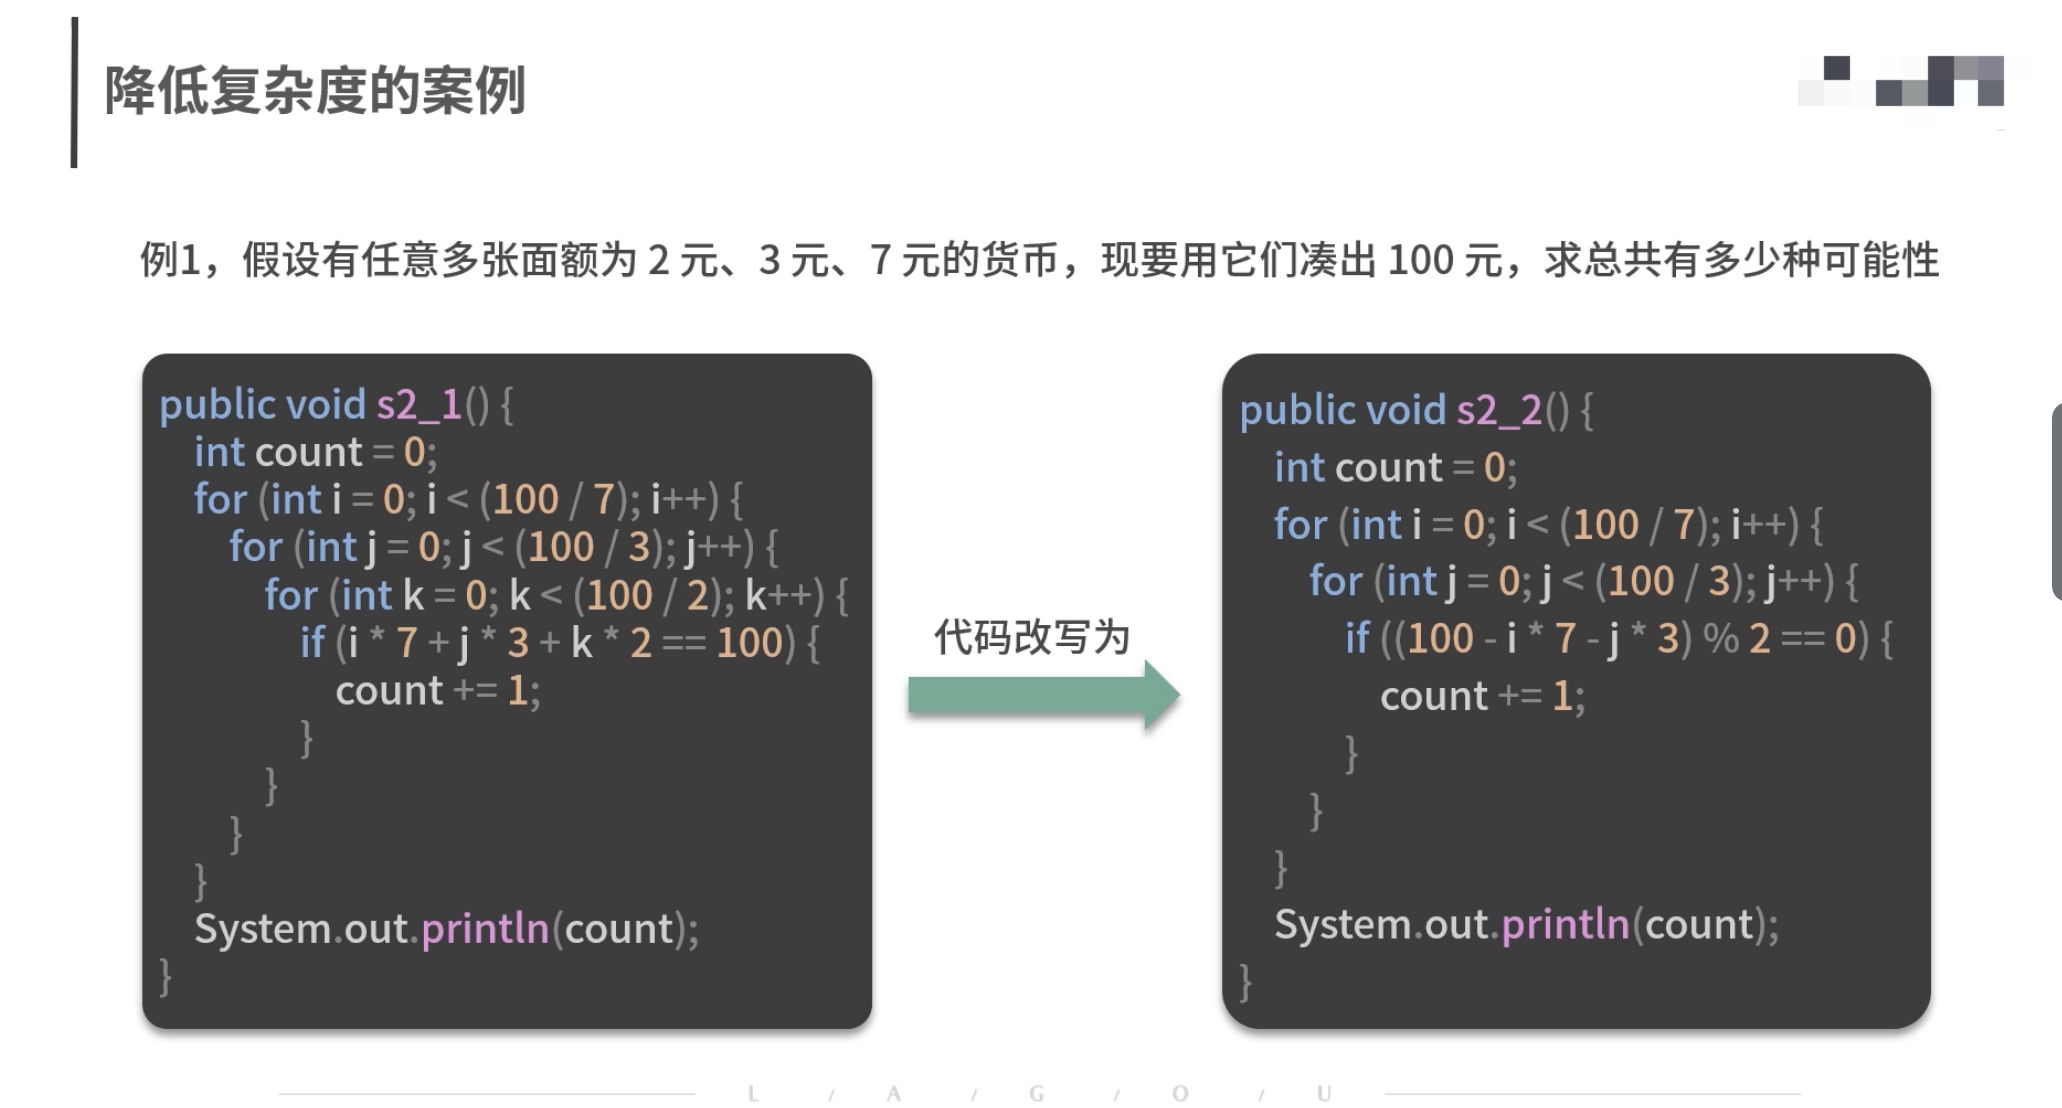 降低复杂度的案例
例1，假设有任意多张面额为 2 元、3 元、7 元的货币，现要用它们凑出 100 元，求总共有多少种可能性
public void s2_1() {
int count = 0;
for (int i = 0; i < (100 / 7); i++) {
for (int j = 0; j < (100 / 3); j++) {
for (int k = 0; k < (100 / 2); k++) {
if (i * 7 + j * 3 + k * 2 == 100) {
count += 1;
}
}
}
}
System.out.println(count);
}
代码改写为
public void s2_2() {
int count = 0;
for (int i = 0; i < (100 / 7); i++) {
for (int j = 0; j < (100 / 3); j++) {
if ((100 - i * 7 - j * 3) % 2 == 0) {
count += 1;
}
}
}
System.out.println(count);
}
L / A / G / O / U